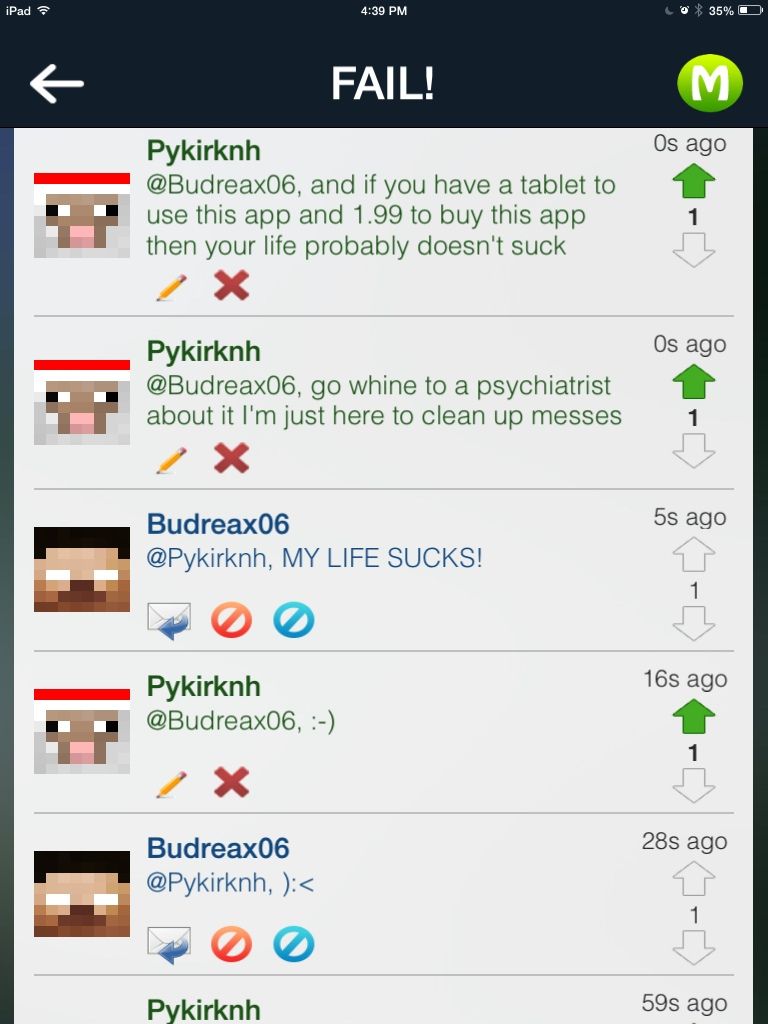 iPad 4:39 PM 35%
FAIL!
M
Pykirknh 0s ago
@Budreax06, and if you have a tablet to
use this app and 1.99 to buy this app
then your life probably doesn't suck
1
Pykirknh 0s ago
@Budreax06, go whine to a psychiatrist
about it I'm just here to clean up messes
1
Budreax06 5s ago
@Pykirknh, MY LIFE SUCKS!
1
Pykirknh 16s ago
@Budreax06, :-)
1
Budreax06 28s ago
@Pykirknh, ):<
1
Pykirknh 59s ago